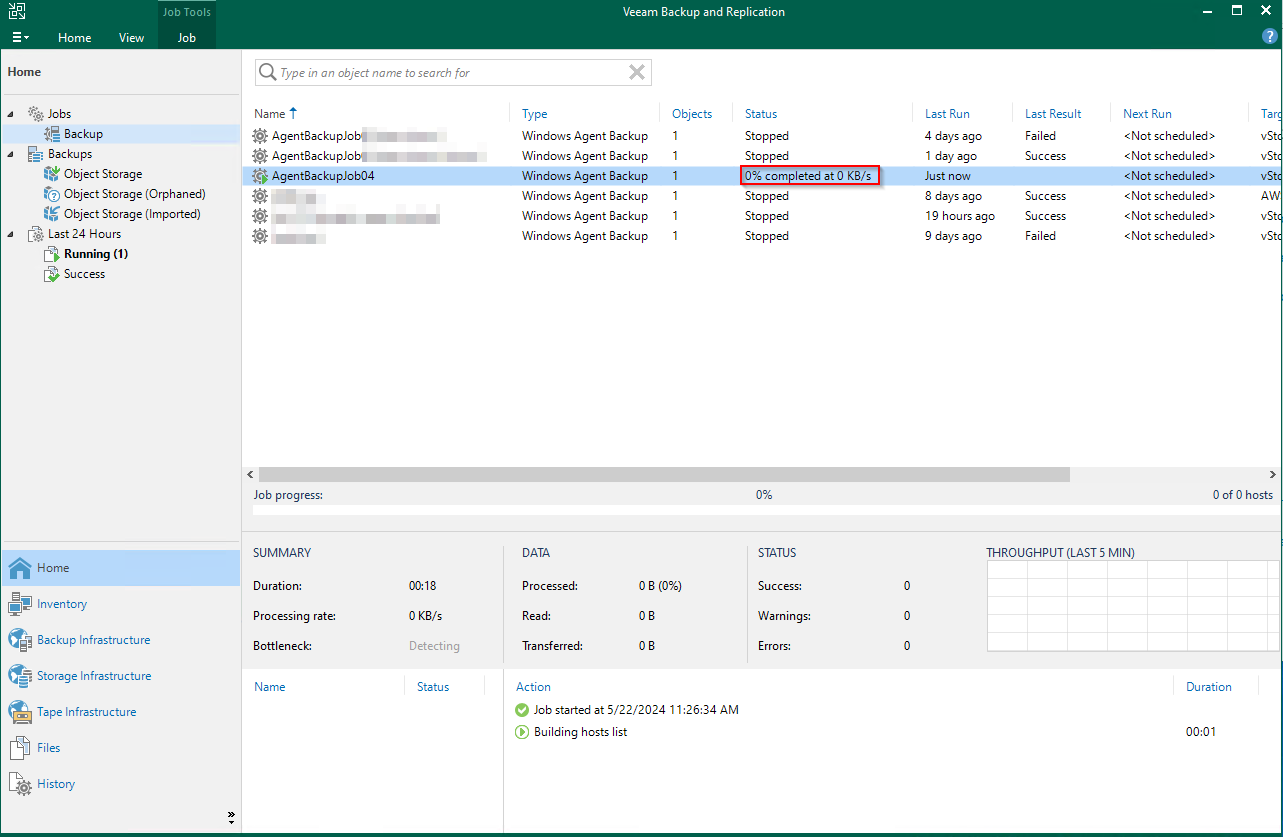 Job Tools
Veeam Backup and Replication
Home View Job
?
Home
Type in an object name to search for
Jobs
Backup
Backups
Object Storage
Object Storage (Orphaned)
Object Storage (Imported)
Last 24 Hours
Running (1)
Success
Name Type Objects Status Last Run Last Result Next Run Targ
AgentBackupJob Windows Agent Backup 1 Stopped 4 days ago Failed <Not scheduled> vSto
AgentBackupJob Windows Agent Backup 1 Stopped 1 day ago Success <Not scheduled> vSto
AgentBackupJob04 Windows Agent Backup 1 0% completed at 0 KB/s Just now <Not scheduled> vSto
Windows Agent Backup 1 Stopped 8 days ago Success <Not scheduled> AW
Windows Agent Backup 1 Stopped 19 hours ago Success <Not scheduled> vSto
Windows Agent Backup 1 Stopped 9 days ago Failed <Not scheduled> vSto
Job progress: 0% 0 of 0 hosts
SUMMARY
Duration: 00:18
Processing rate: 0 KB/s
Bottleneck: Detecting
DATA
Processed: 0 B (0%)
Read: 0 B
Transferred: 0 B
STATUS
Success: 0
Warnings: 0
Errors: 0
THROUGHPUT (LAST 5 MIN)
Home
Inventory
Backup Infrastructure
Storage Infrastructure
Tape Infrastructure
Files
History
Name Status
Action Duration
Job started at 5/22/2024 11:26:34 AM
Building hosts list 00:01